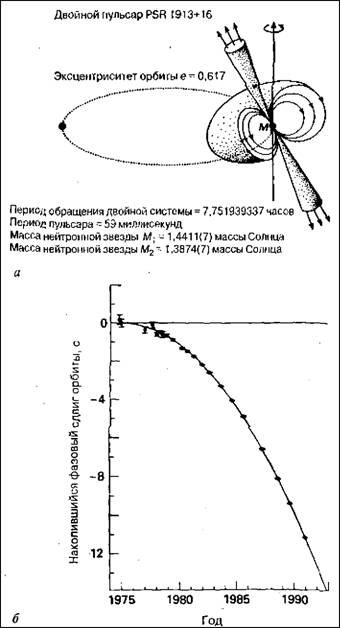 Двойной пульсар PSR 1913+16
Эксцентриситет орбиты e = 0,617
M
Период обращения двойной системы = 7,751939337 часов
Период пульсара = 59 миллисекунд
Масса нейтронной звезды M₁ = 1,4411(7) массы Солнца
Масса нейтронной звезды M₂ = 1,3874(7) массы Солнца
а
Накопившийся фазовый сдвиг орбиты, с
0
-4
-8
12
1975 1980 1985 1990
Год
б